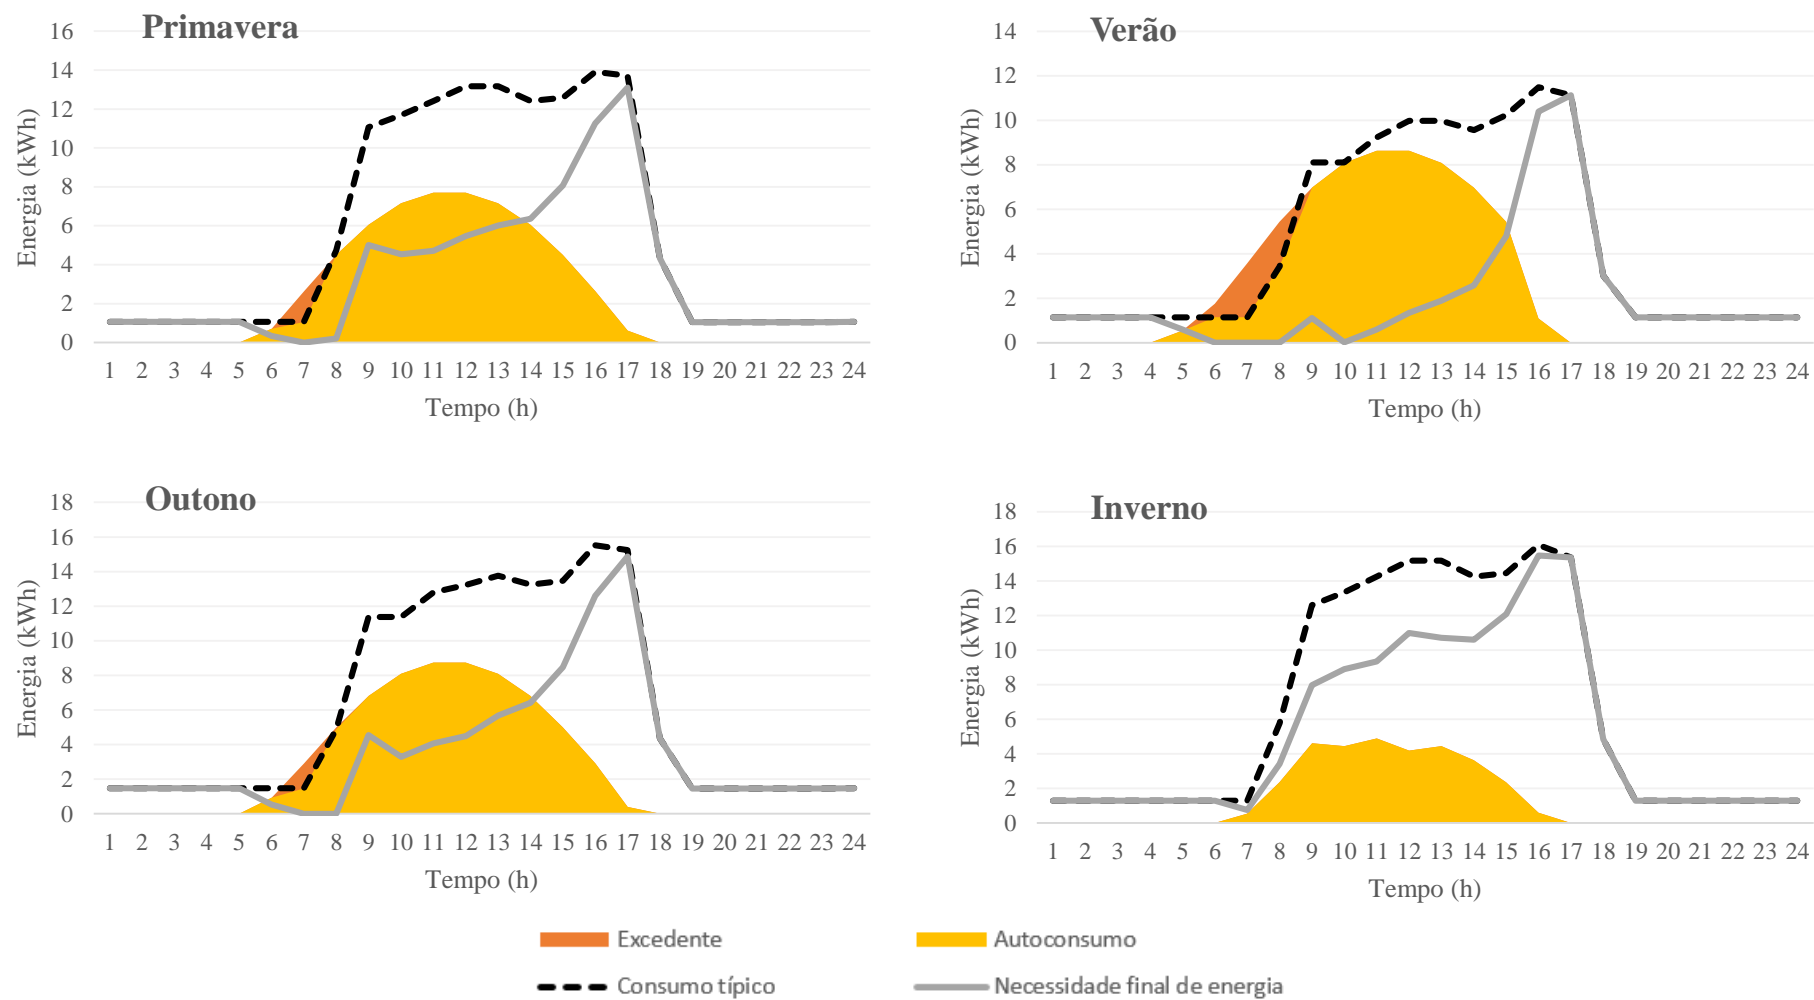 Primavera
16
14
12
10
8
6
4
2
0
Energia (kWh)
1 2 3 4 5 6 7 8 9 10 11 12 13 14 15 16 17 18 19 20 21 22 23 24
Tempo (h)
Verão
14
12
10
8
6
4
2
0
Energia (kWh)
1 2 3 4 5 6 7 8 9 10 11 12 13 14 15 16 17 18 19 20 21 22 23 24
Tempo (h)
Outono
18
16
14
12
10
8
6
4
2
0
Energia (kWh)
1 2 3 4 5 6 7 8 9 10 11 12 13 14 15 16 17 18 19 20 21 22 23 24
Tempo (h)
Inverno
18
16
14
12
10
8
6
4
2
0
Energia (kWh)
1 2 3 4 5 6 7 8 9 10 11 12 13 14 15 16 17 18 19 20 21 22 23 24
Tempo (h)
Excedente
Autoconsumo
Consumo típico
Necessidade final de energia